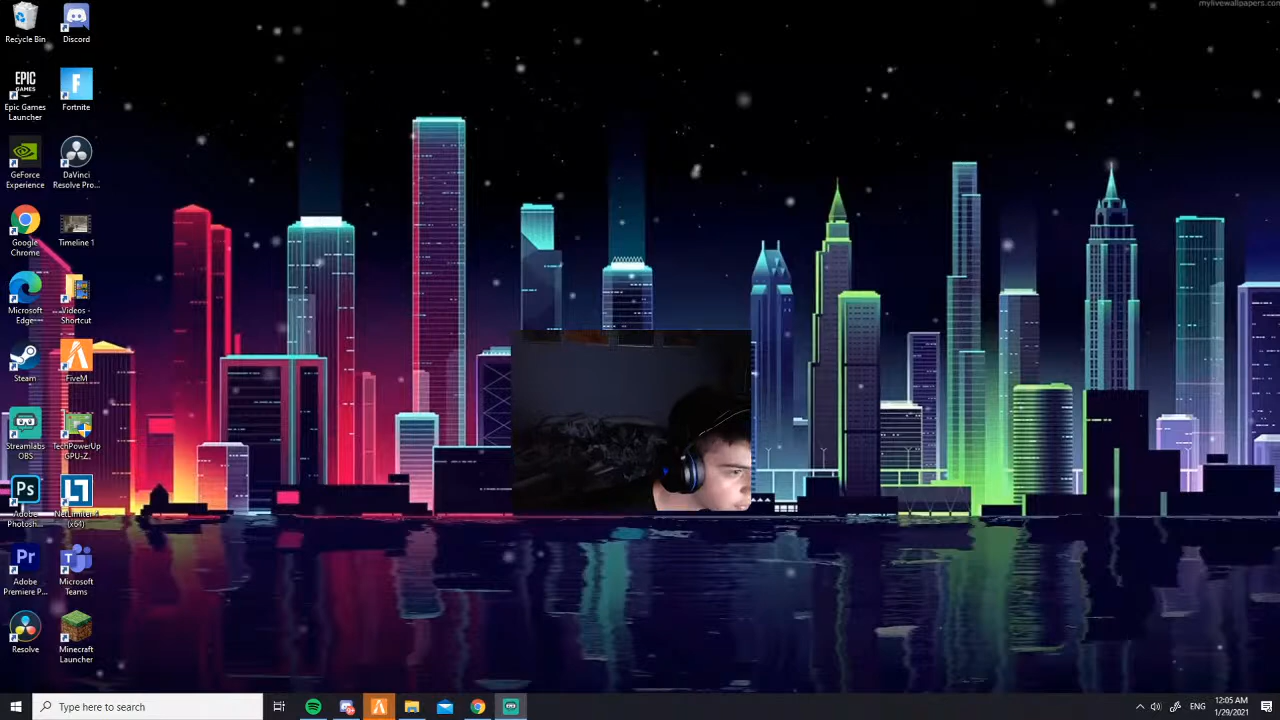 mylivewallpapers.com
Recycle Bin
Discord
EPIC
GAMES
Epic Games
Launcher
Fortnite
GeForce
Experience
DaVinci
Resolve Pro...
Google
Chrome
Timeline 1
Microsoft
Edge
Videos -
Shortcut
Steam
FiveM
Streamlabs
OBS
TechPowerUp
GPU-Z
Ps
Adobe
Photosh...
NetLimiter 4
(x64)
Pr
Adobe
Premiere P...
Microsoft
Teams
Resolve
Minecraft
Launcher
Type here to search
ENG
12:05 AM
1/29/2021